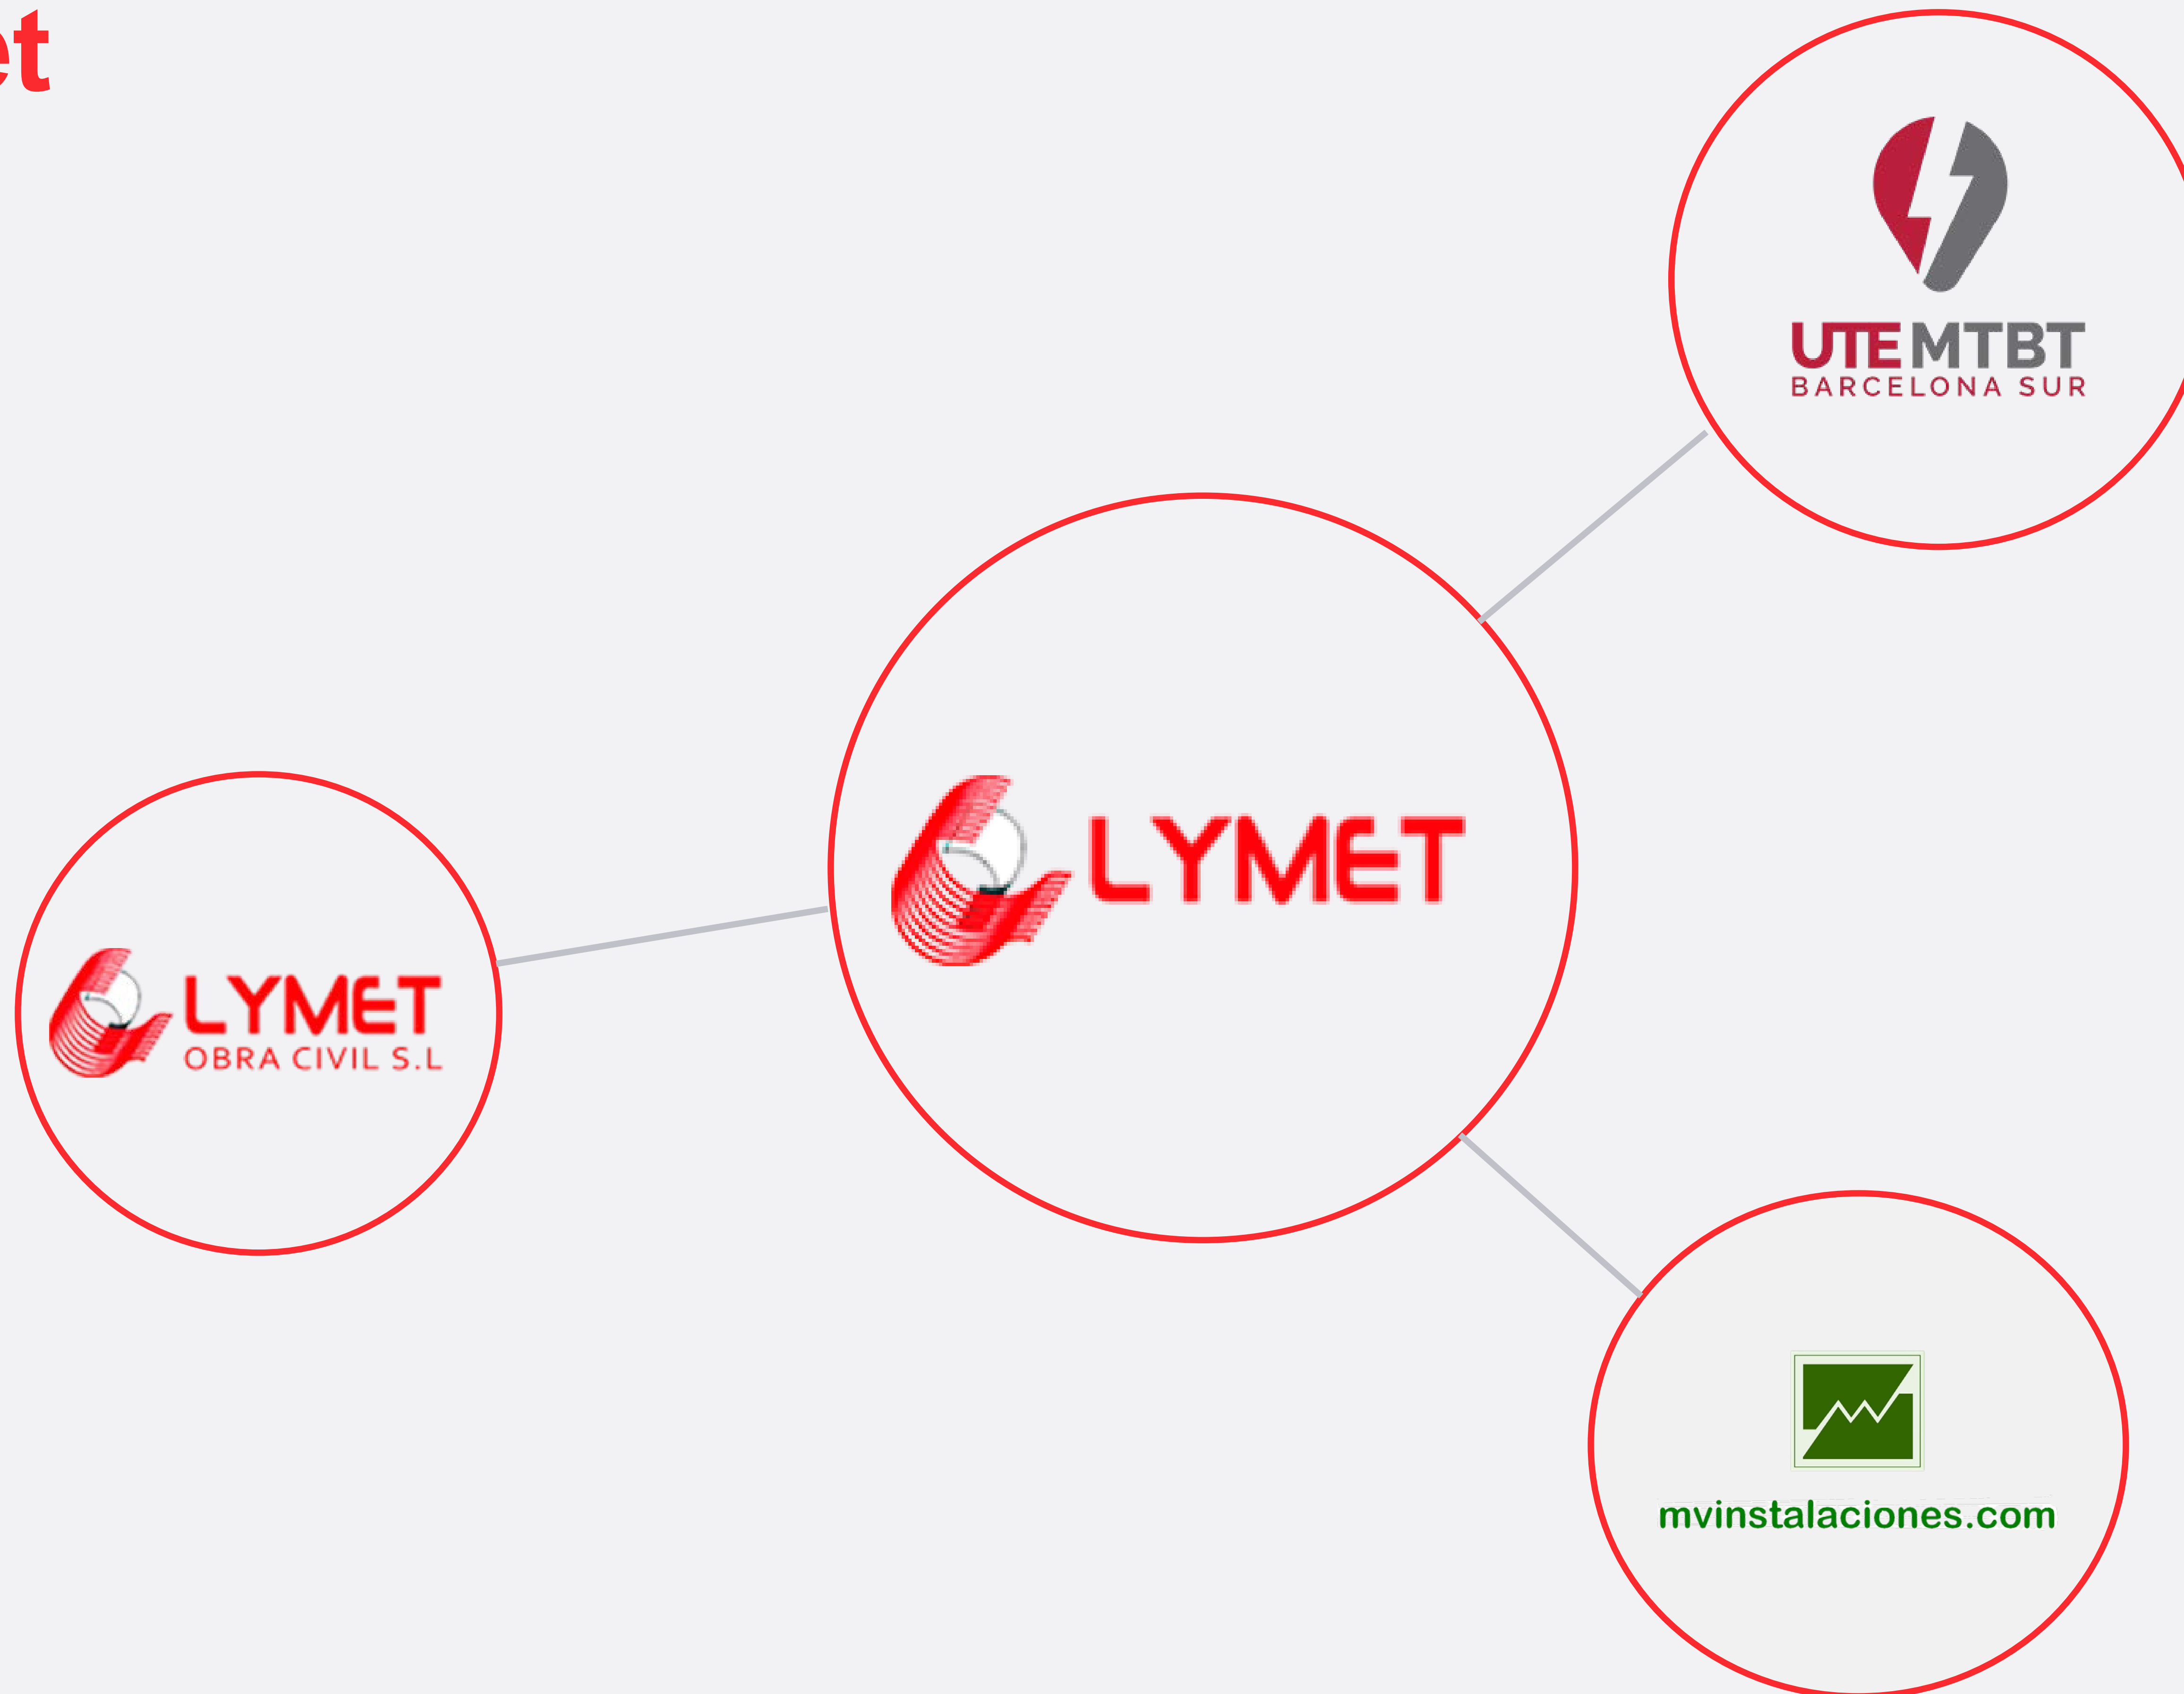 et
UTE MTBT
BARCELONA SUR
LYMET
LYMET
OBRA CIVIL S.L
mvinstalaciones.com